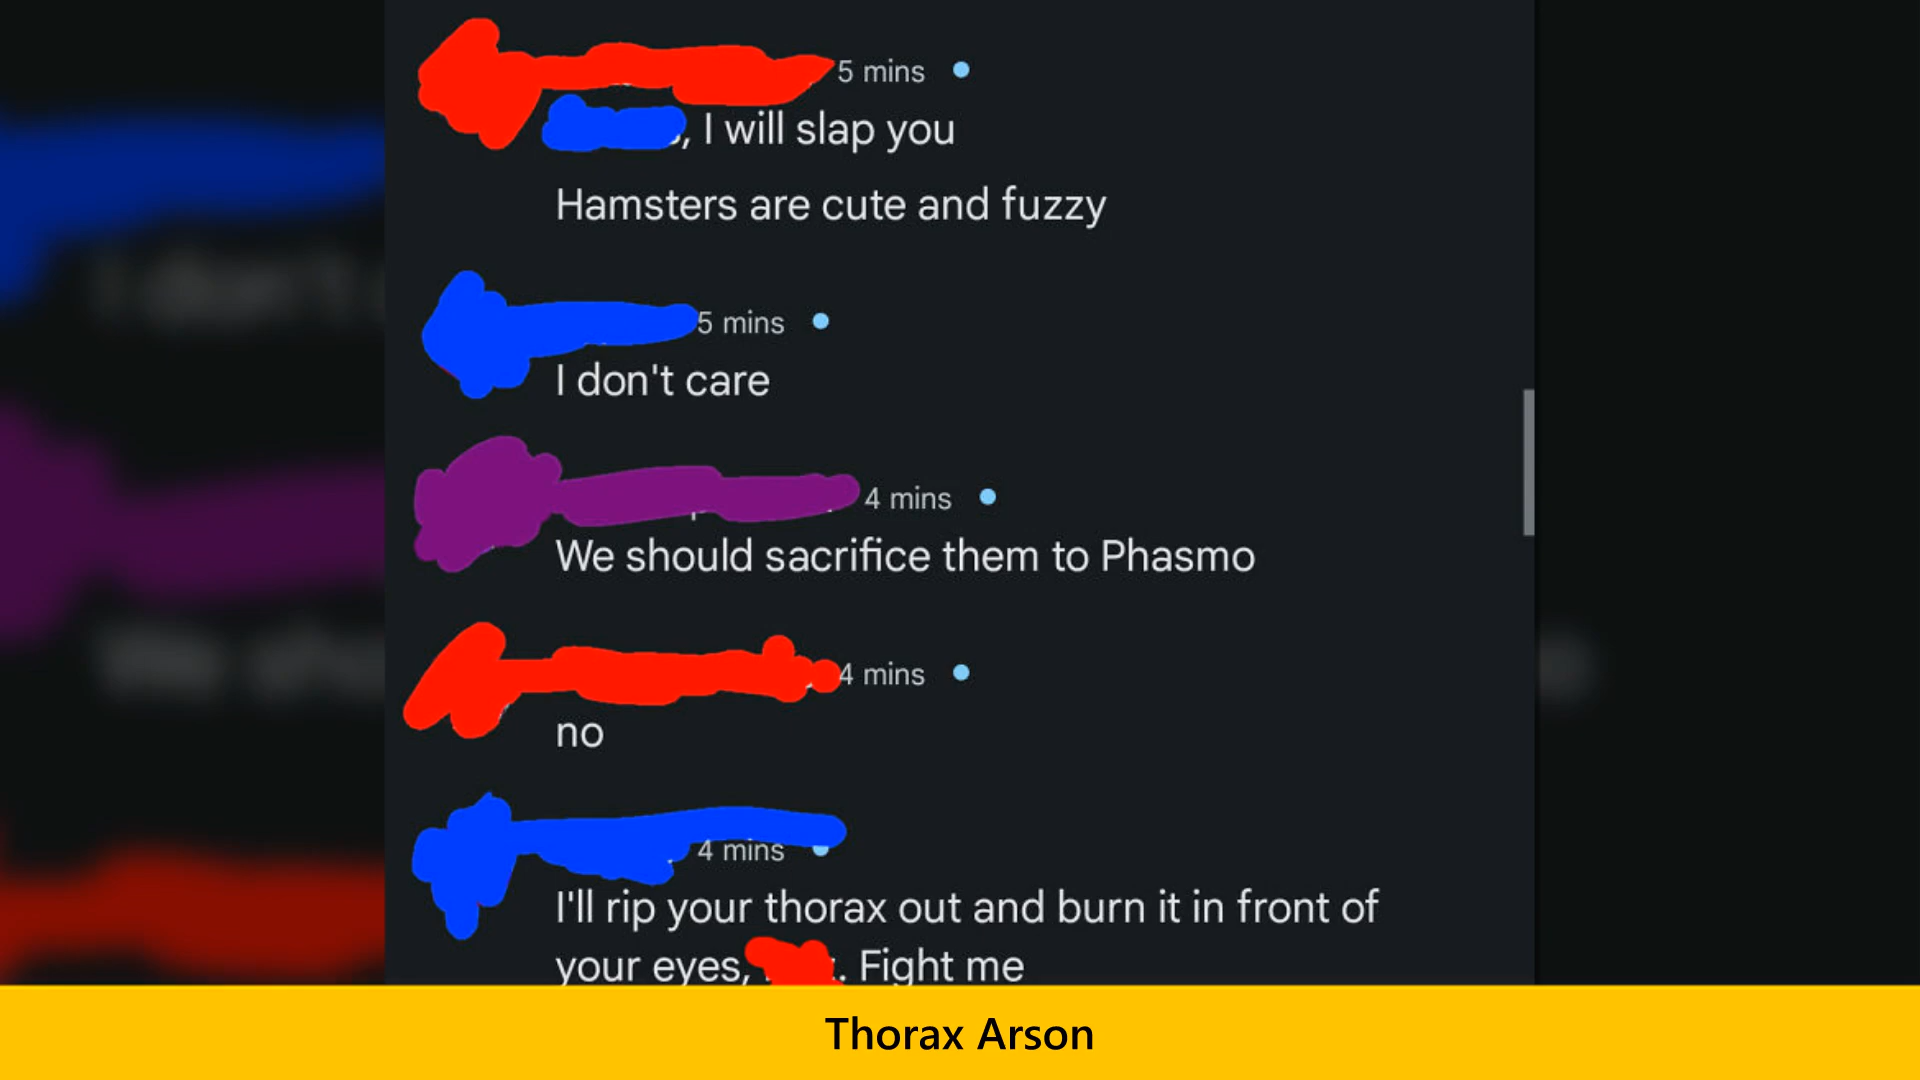 5 mins
, I will slap you
Hamsters are cute and fuzzy
5 mins
I don't care
4 mins
We should sacrifice them to Phasmo
4 mins
no
4 mins
I'll rip your thorax out and burn it in front of
your eyes, . Fight me
Thorax Arson